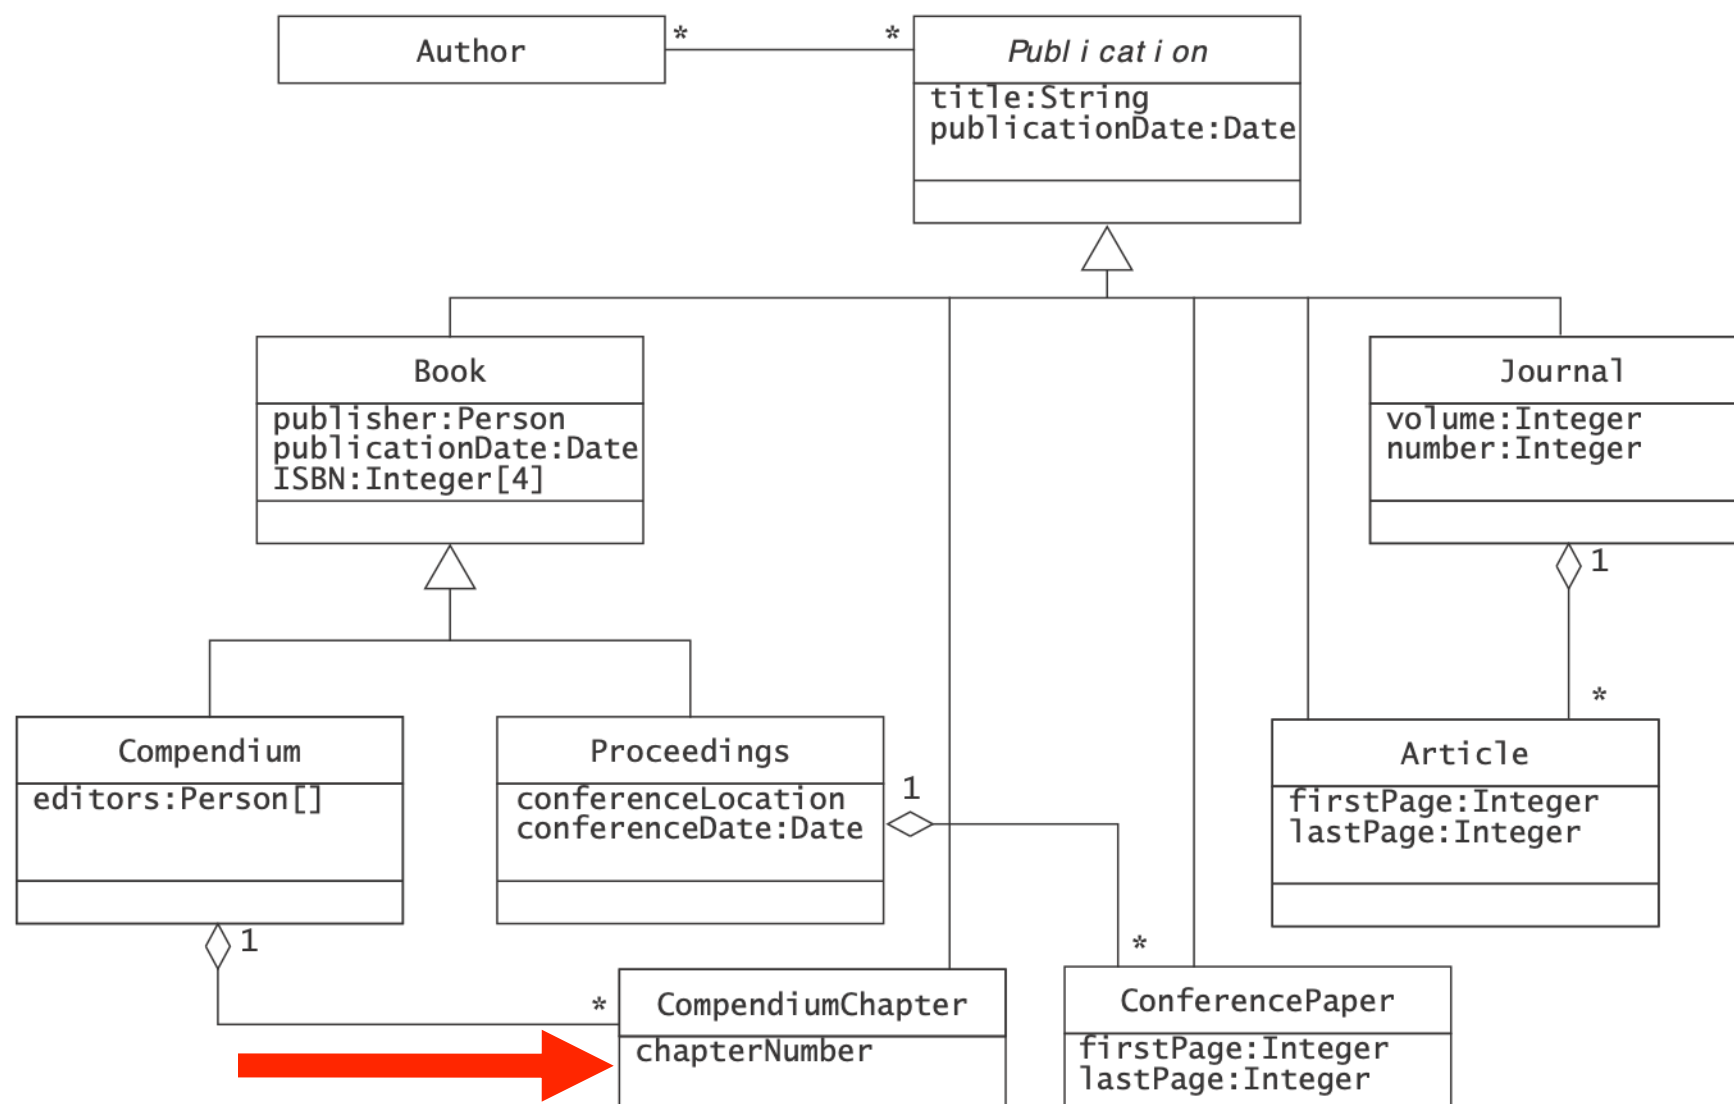 Author
*
*
Publication
title:String
publicationDate:Date
Book
publisher:Person
publicationDate:Date
ISBN:Integer[4]
Journal
volume:Integer
number:Integer
1
*
Compendium
editors:Person[]
Proceedings
conferenceLocation
conferenceDate:Date
1
*
Article
firstPage:Integer
lastPage:Integer
1
*
CompendiumChapter
chapterNumber
ConferencePaper
firstPage:Integer
lastPage:Integer